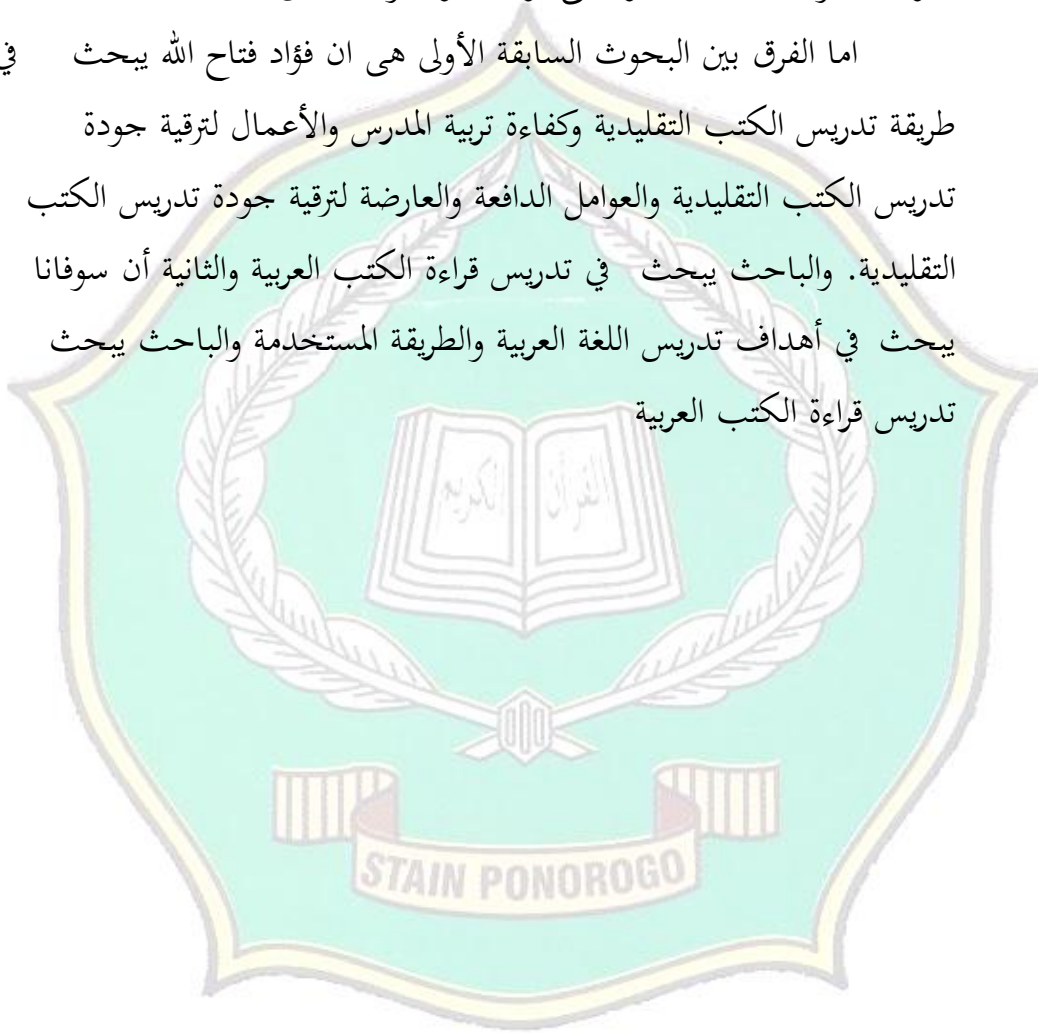 اما الفرق بين البحوث السابقة الأولى هى ان فؤاد فتاح الله يبحث في
طريقة تدريس الكتب التقليدية وكفاءة تربية المدرس والأعمال لترقية جودة
تدريس الكتب التقليدية والعوامل الدافعة والعارضة لترقية جودة تدريس الكتب
التقليدية. والباحث يبحث في تدريس قراءة الكتب العربية والثانية أن سوفانا
يبحث في أهداف تدريس اللغة العربية والطريقة المستخدمة والباحث يبحث
تدريس قراءة الكتب العربية
القرآن الكريم
STAIN PONOROGO